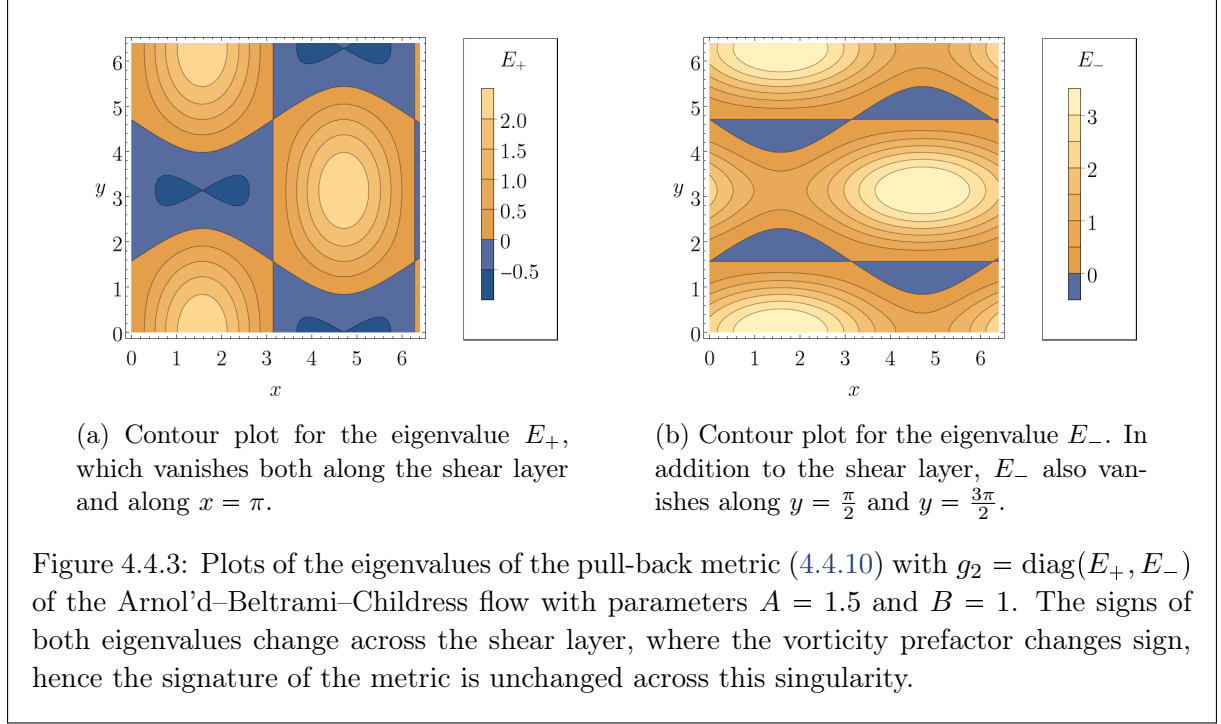 E₊
E₋
6
5
4
3
2
1
0
y
0 1 2 3 4 5 6
x
2.0
1.5
1.0
0.5
0
−0.5
6
5
4
3
2
1
0
y
0 1 2 3 4 5 6
x
3
2
1
0
(a) Contour plot for the eigenvalue E₊,
which vanishes both along the shear layer
and along x = π.
(b) Contour plot for the eigenvalue E₋. In
addition to the shear layer, E₋ also van-
ishes along y = π/2 and y = 3π/2.
Figure 4.4.3: Plots of the eigenvalues of the pull-back metric (4.4.10) with g₂ = diag(E₊, E₋)
of the Arnol'd–Beltrami–Childress flow with parameters A = 1.5 and B = 1. The signs of
both eigenvalues change across the shear layer, where the vorticity prefactor changes sign,
hence the signature of the metric is unchanged across this singularity.